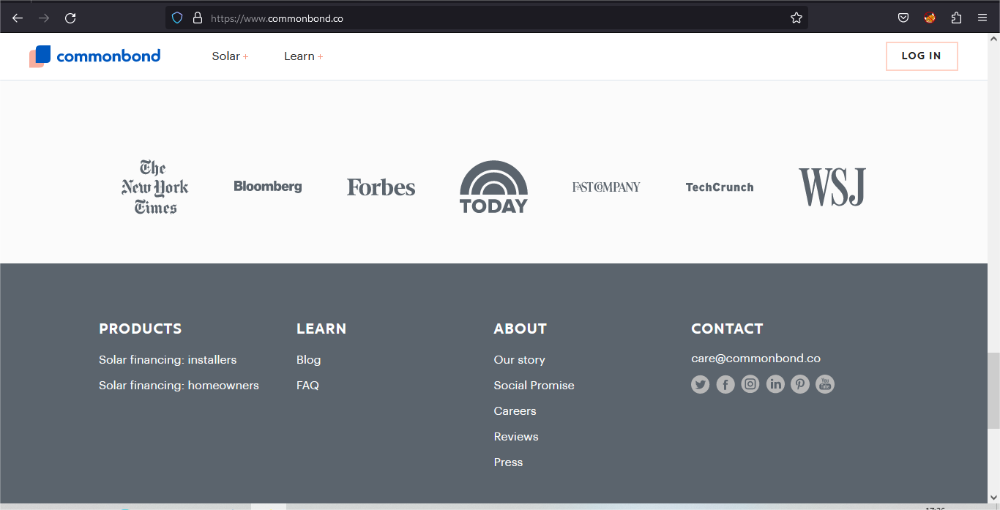 https://www.commonbond.co
commonbond
Solar +
Learn +
LOG IN
The
New York
Times
Bloomberg
Forbes
TODAY
FAST COMPANY
TechCrunch
WSJ
PRODUCTS
Solar financing: installers
Solar financing: homeowners
LEARN
Blog
FAQ
ABOUT
Our story
Social Promise
Careers
Reviews
Press
CONTACT
care@commonbond.co
You
Tube